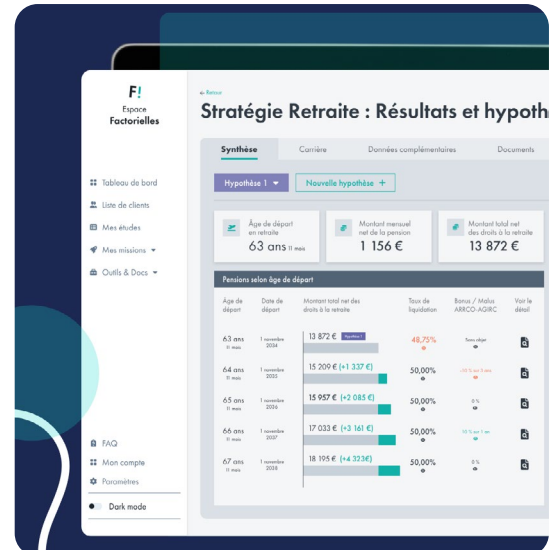 F!
Espace
Factorielles
Tableau de bord
Liste de clients
Mes études
Mes missions
Outils & Docs
FAQ
Mon compte
Paramètres
Dark mode
← Retour
Stratégie Retraite : Résultats et hypoth
Synthèse Carrière Données complémentaires Documents
Hypothèse 1 Nouvelle hypothèse +
Âge de départ
en retraite
63 ans 11 mois
Montant mensuel
net de la pension
1 156 €
Montant total net
des droits à la retraite
13 872 €
Pensions selon âge de départ
Âge de
départ
Date de
départ
Montant total net des
droits à la retraite
Taux de
liquidation
Bonus / Malus
ARRCO-AGIRC
Voir le
détail
63 ans
11 mois
1 novembre
2034
13 872 € Hypothèse 1
48,75%
Sans objet
64 ans
11 mois
1 novembre
2035
15 209 € (+1 337 €)
50,00%
65 ans
11 mois
1 novembre
2036
15 957 € (+2 085 €)
50,00%
0 %
66 ans
11 mois
1 novembre
2037
17 033 € (+3 161 €)
50,00%
10 % sur 1 an
67 ans
11 mois
1 novembre
2038
18 195 € (+4 323€)
50,00%
0 %